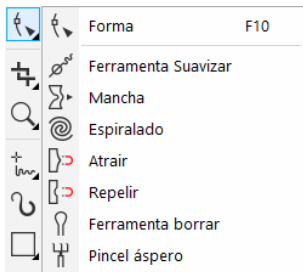 Forma F10
Ferramenta Suavizar
Mancha
Espiralado
Atrair
Repelir
Ferramenta borrar
Pincel áspero